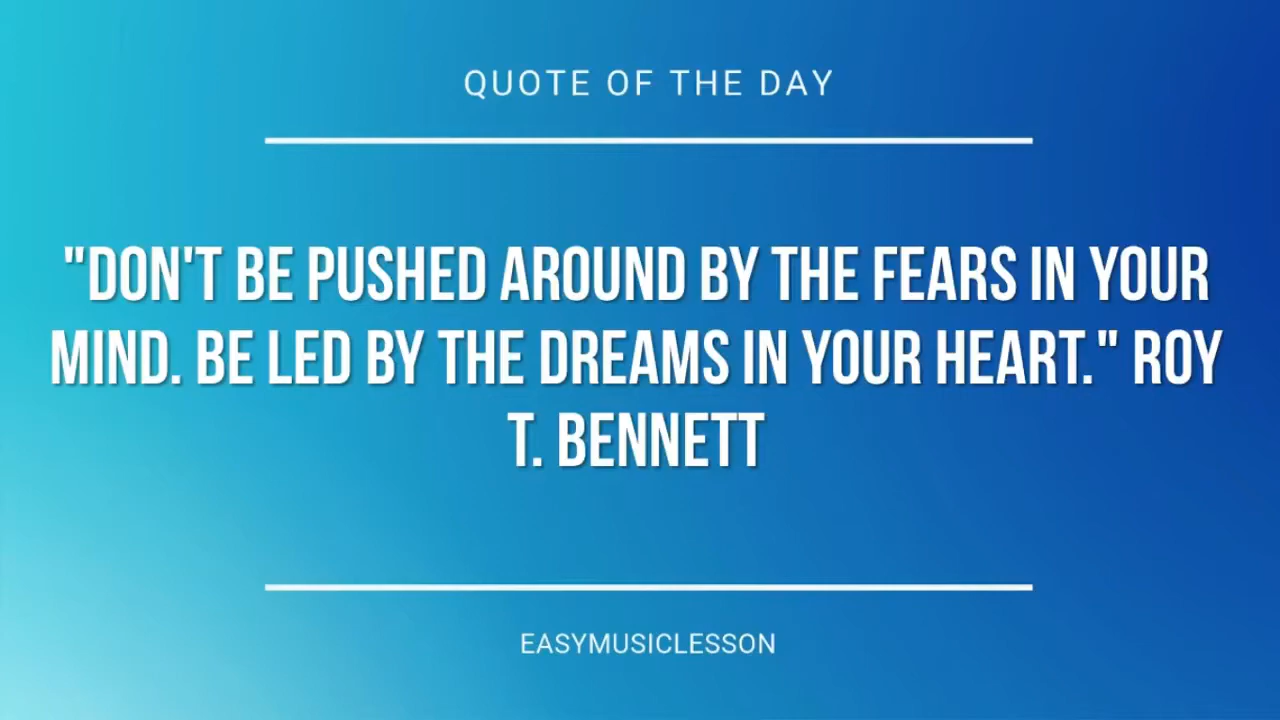 QUOTE OF THE DAY
"DON'T BE PUSHED AROUND BY THE FEARS IN YOUR
MIND. BE LED BY THE DREAMS IN YOUR HEART." ROY
T. BENNETT
EASYMUSICLESSON